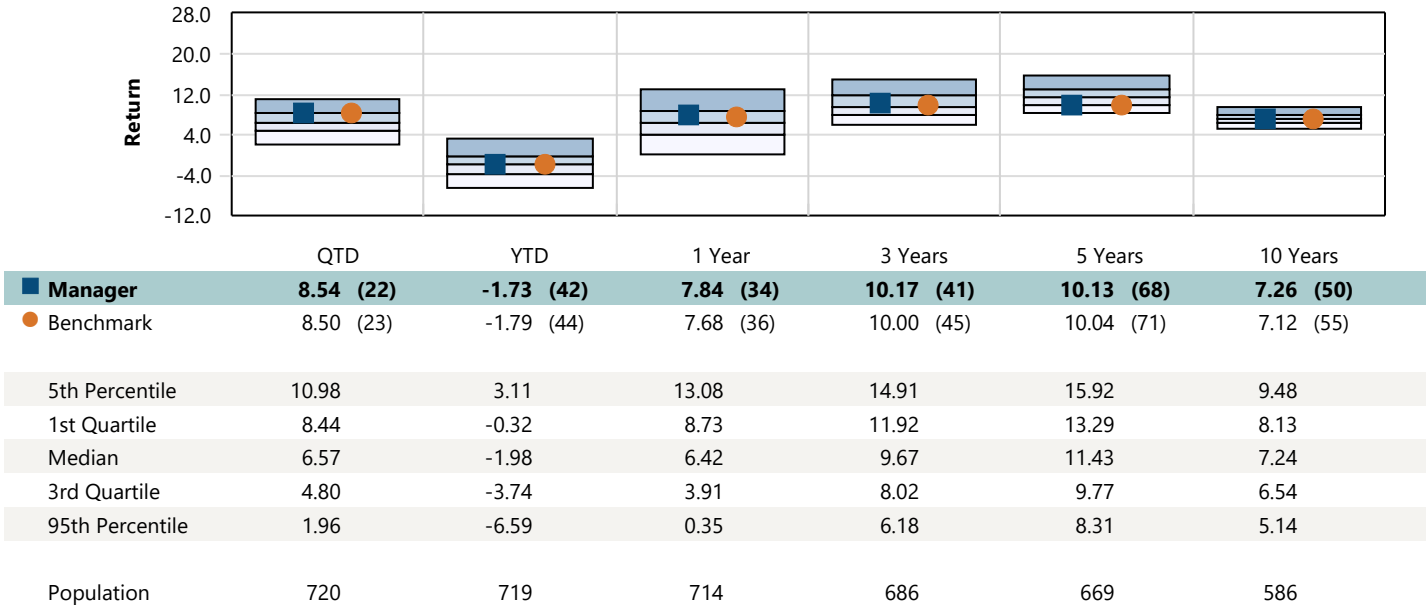 28.0
20.0
12.0
4.0
-4.0
-12.0
Return
QTD YTD 1 Year 3 Years 5 Years 10 Years
Manager 8.54 (22) -1.73 (42) 7.84 (34) 10.17 (41) 10.13 (68) 7.26 (50)
Benchmark 8.50 (23) -1.79 (44) 7.68 (36) 10.00 (45) 10.04 (71) 7.12 (55)
5th Percentile 10.98 3.11 13.08 14.91 15.92 9.48
1st Quartile 8.44 -0.32 8.73 11.92 13.29 8.13
Median 6.57 -1.98 6.42 9.67 11.43 7.24
3rd Quartile 4.80 -3.74 3.91 8.02 9.77 6.54
95th Percentile 1.96 -6.59 0.35 6.18 8.31 5.14
Population 720 719 714 686 669 586